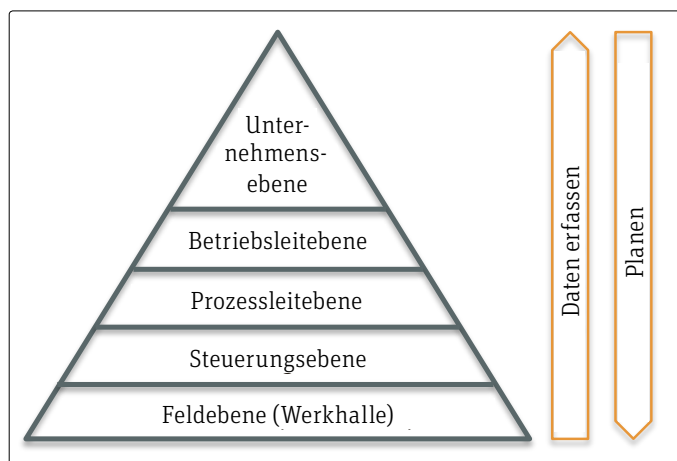 Unter-
nehmens-
ebene
Betriebsleitebene
Prozessleitebene
Steuerungsebene
Feldebene (Werkhalle)
Daten erfassen
Planen